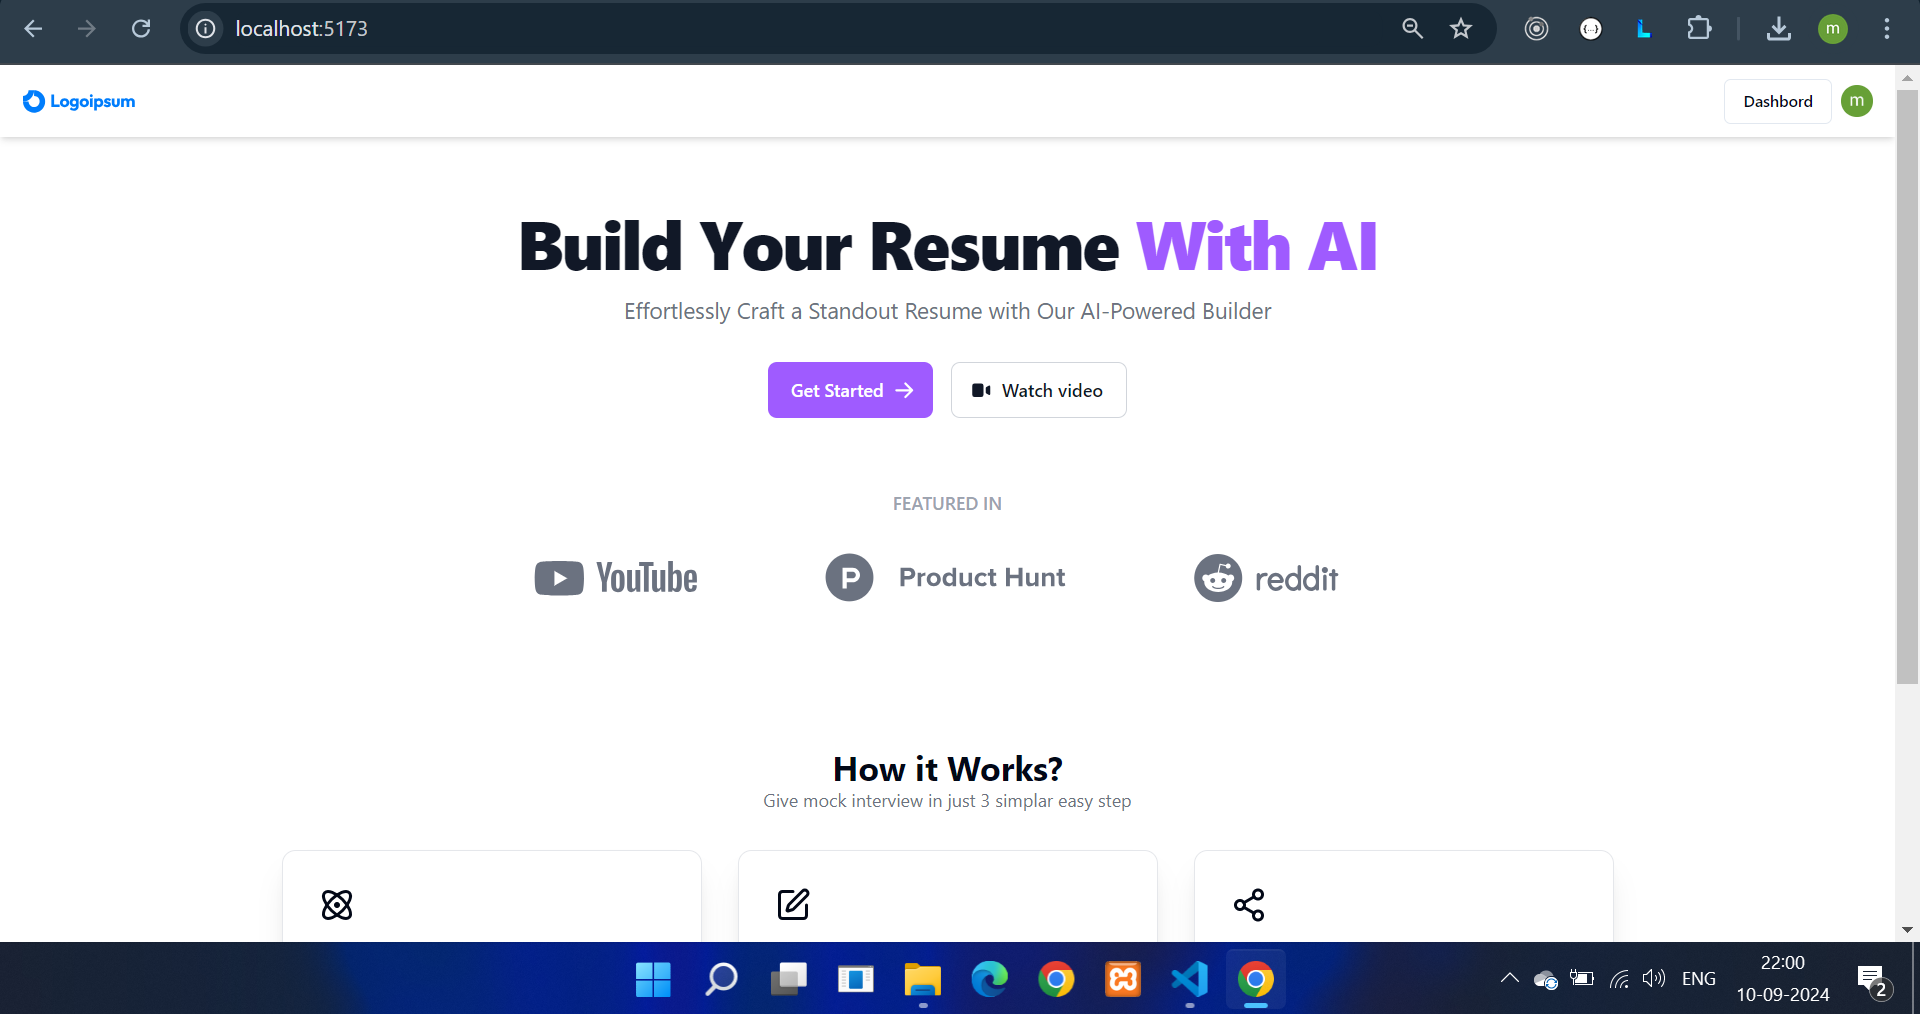 localhost:5173
m
Logoipsum
Dashbord
m
Build Your Resume With AI
Effortlessly Craft a Standout Resume with Our AI-Powered Builder
Get Started
Watch video
FEATURED IN
YouTube
P Product Hunt
reddit
How it Works?
Give mock interview in just 3 simplar easy step
ENG
22:00
10-09-2024
2